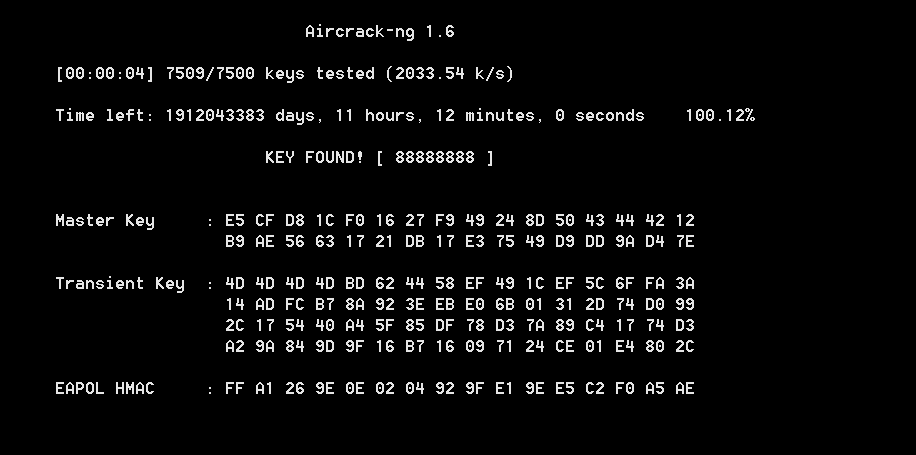 Aircrack-ng 1.6
[00:00:04] 7509/7500 keys tested (2033.54 k/s)
Time left: 1912043383 days, 11 hours, 12 minutes, 0 seconds 100.12%
KEY FOUND! [ 88888888 ]
Master Key : E5 CF D8 1C F0 16 27 F9 49 24 8D 50 43 44 42 12
B9 AE 56 63 17 21 DB 17 E3 75 49 D9 DD 9A D4 7E
Transient Key : 4D 4D 4D 4D BD 62 44 58 EF 49 1C EF 5C 6F FA 3A
14 AD FC B7 8A 92 3E EB E0 6B 01 31 2D 74 D0 99
2C 17 54 40 A4 5F 85 DF 78 D3 7A 89 C4 17 74 D3
A2 9A 84 9D 9F 16 B7 16 09 71 24 CE 01 E4 80 2C
EAPOL HMAC : FF A1 26 9E 0E 02 04 92 9F E1 9E E5 C2 F0 A5 AE